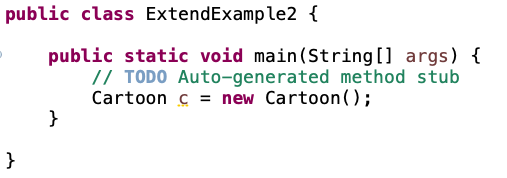 public class ExtendExample2 {
public static void main(String[] args) {
// TODO Auto-generated method stub
Cartoon c = new Cartoon();
}
}